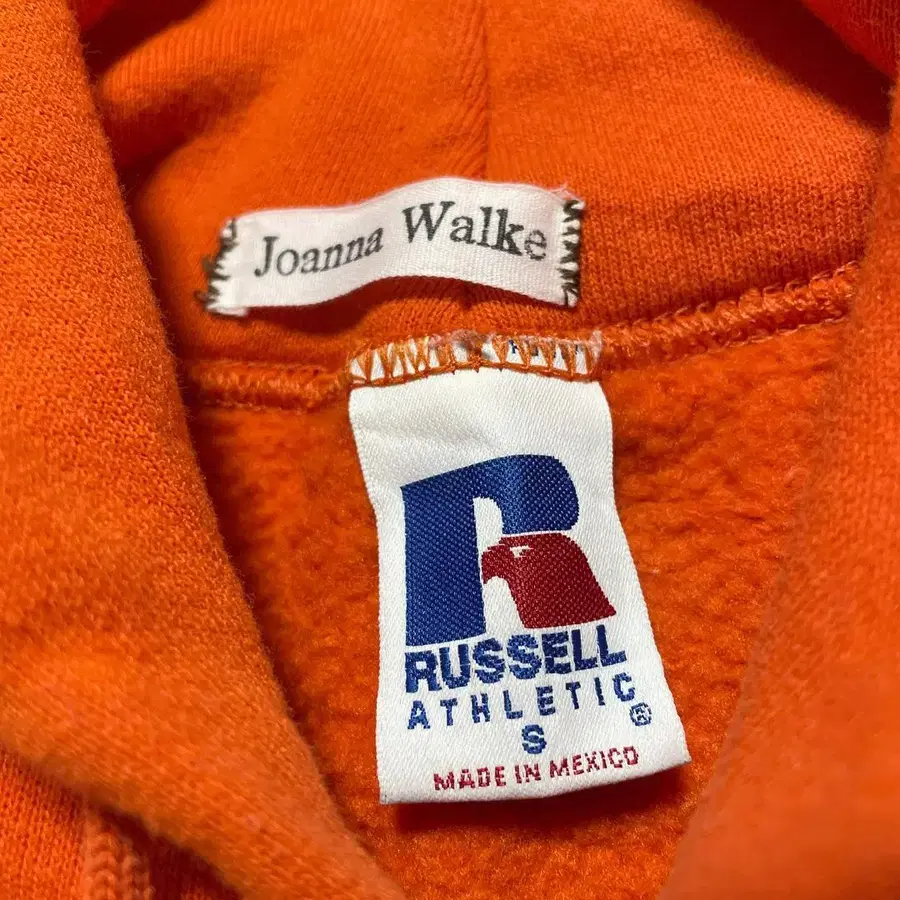 Joanna Walke
RUSSELL
ATHLETIC
®
S
MADE IN MEXICO